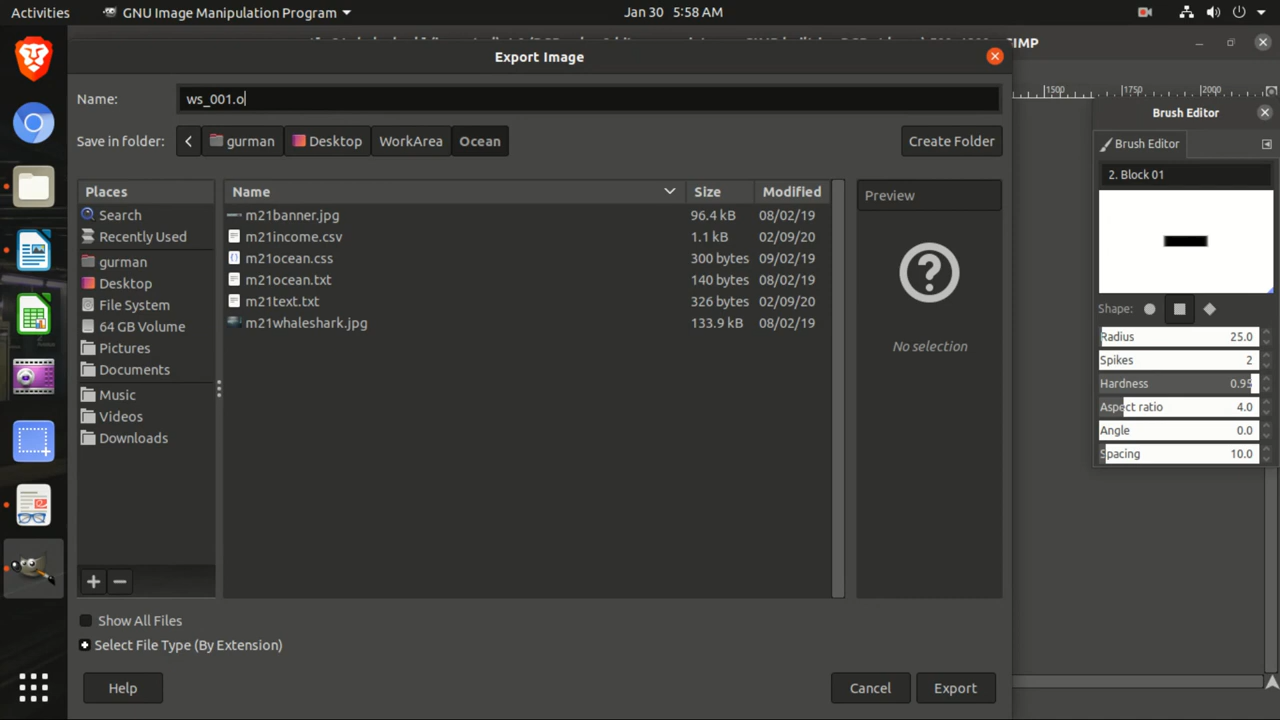 Activities
GNU Image Manipulation Program
Jan 30 5:58 AM
Export Image
Name: ws_001.o
Save in folder: gurman Desktop WorkArea Ocean Create Folder
Places
Search
Recently Used
gurman
Desktop
File System
64 GB Volume
Pictures
Documents
Music
Videos
Downloads
Name Size Modified
m21banner.jpg 96.4 kB 08/02/19
m21income.csv 1.1 kB 02/09/20
m21ocean.css 300 bytes 09/02/19
m21ocean.txt 140 bytes 02/09/20
m21text.txt 326 bytes 02/09/20
m21whaleshark.jpg 133.9 kB 08/02/19
Preview
No selection
Show All Files
Select File Type (By Extension)
Help Cancel Export
1500 1750 2000
Brush Editor
Brush Editor
2. Block 01
Shape:
Radius 25.0
Spikes 2
Hardness 0.95
Aspect ratio 4.0
Angle 0.0
Spacing 10.0